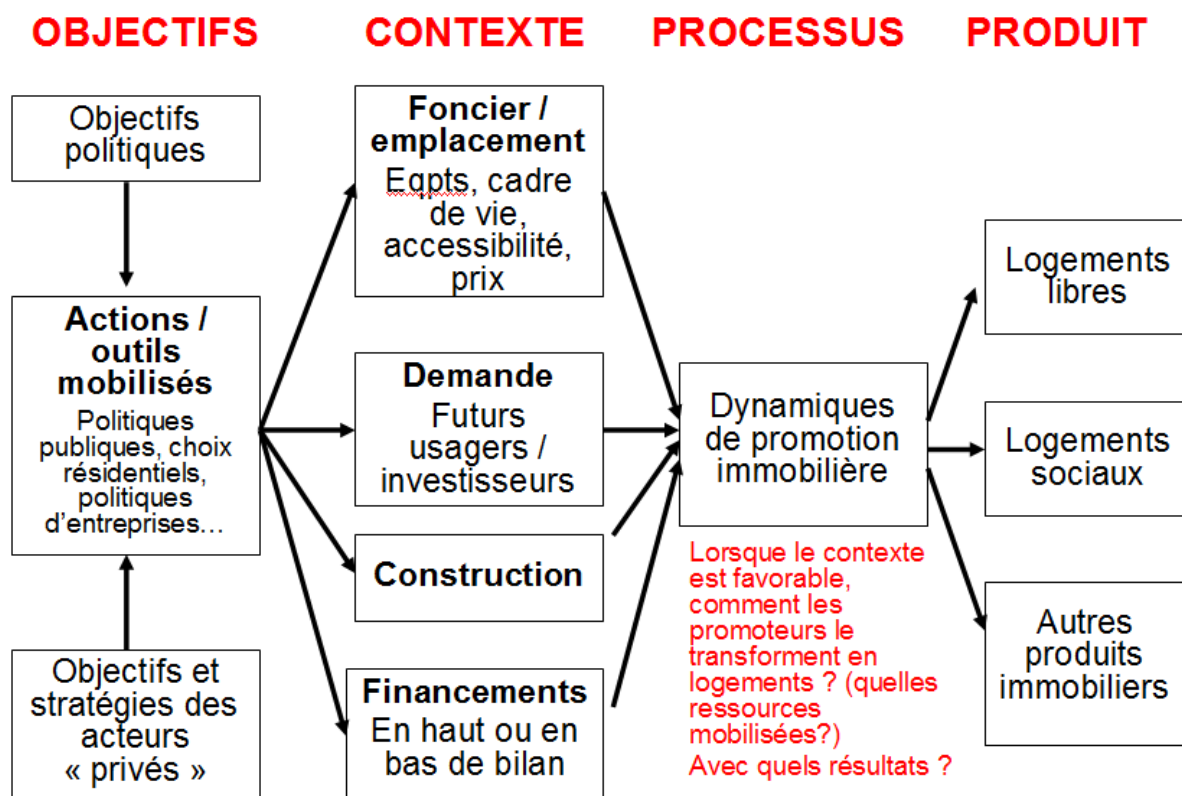 OBJECTIFS
CONTEXTE
PROCESSUS
PRODUIT
Objectifs
politiques
Actions /
outils
mobilisés
Politiques
publiques, choix
résidentiels,
politiques
d’entreprises…
Objectifs et
stratégies des
acteurs
« privés »
Foncier /
emplacement
Eqpts, cadre
de vie,
accessibilité,
prix
Demande
Futurs
usagers /
investisseurs
Construction
Financements
En haut ou en
bas de bilan
Dynamiques
de promotion
immobilière
Lorsque le contexte
est favorable,
comment les
promoteurs le
transforment en
logements ? (quelles
ressources
mobilisées?)
Avec quels résultats ?
Logements
libres
Logements
sociaux
Autres
produits
immobiliers